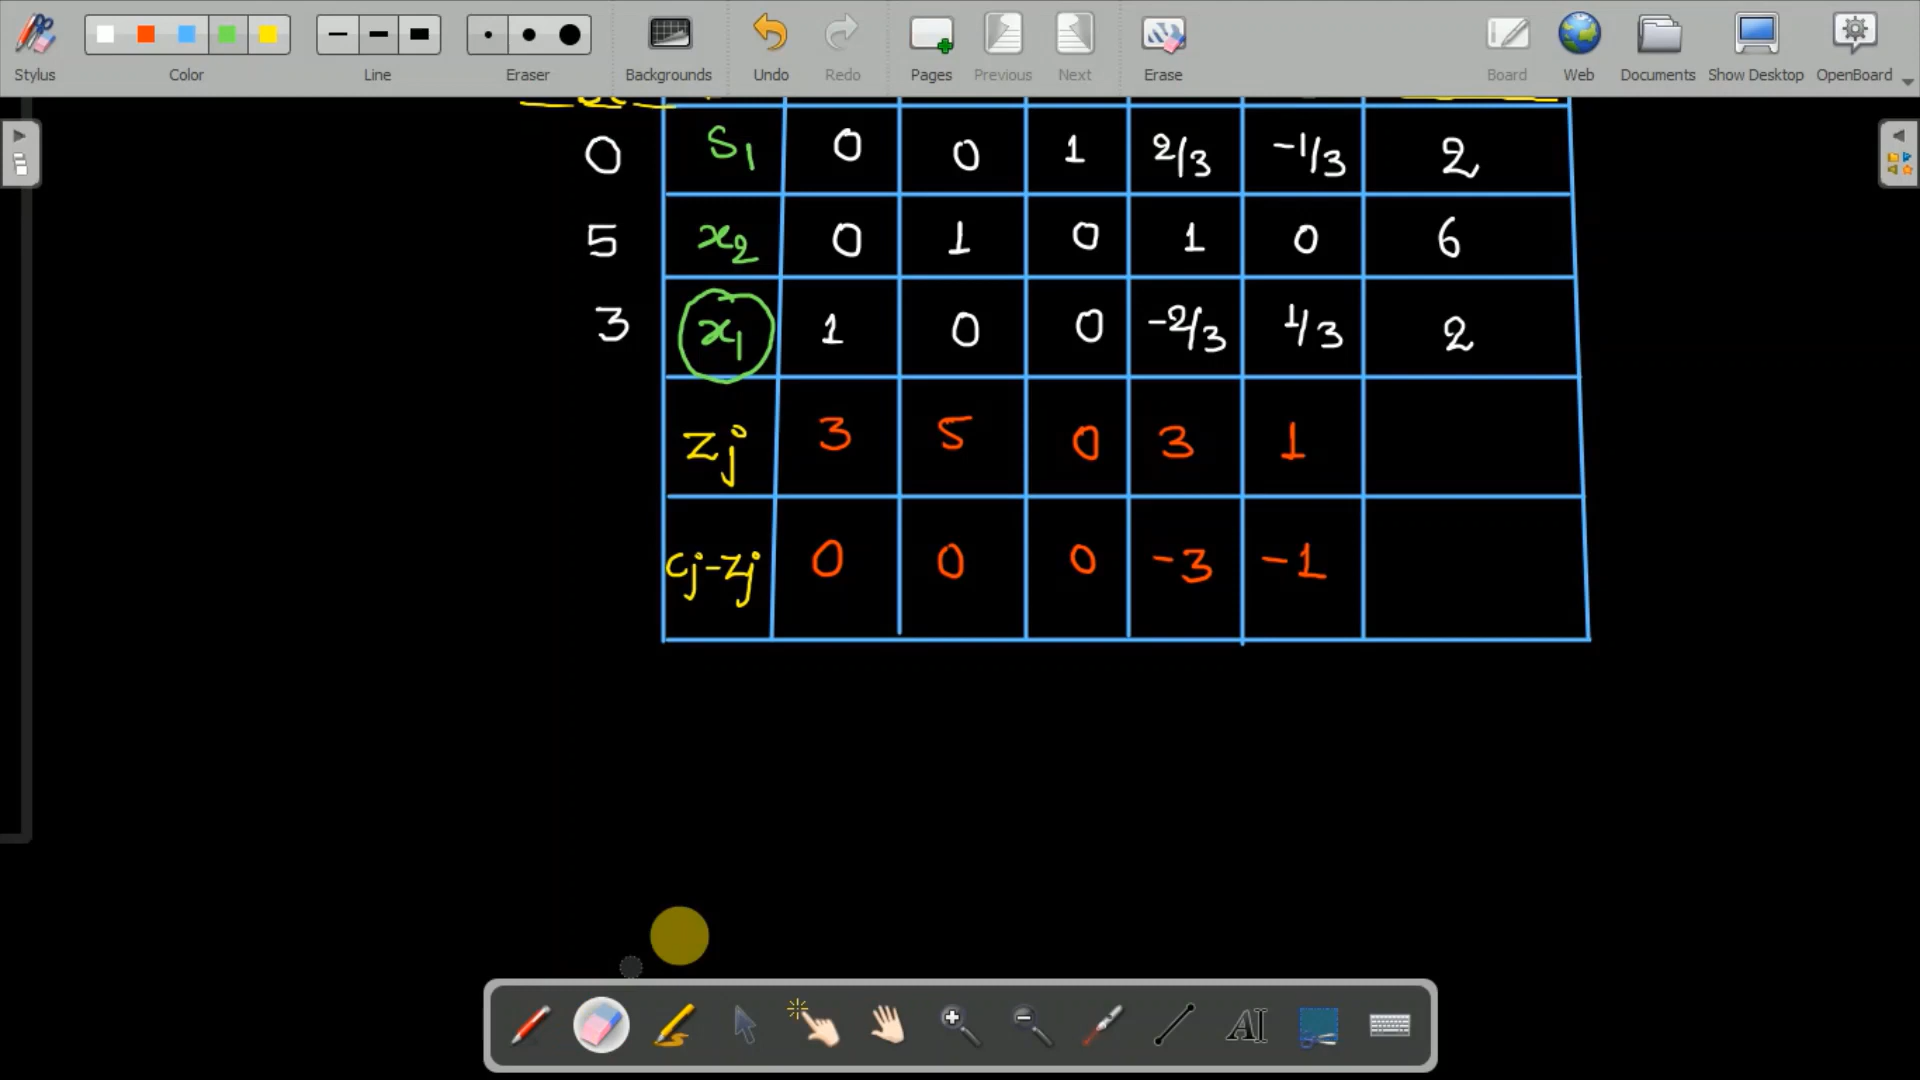 Stylus Color Line Eraser Backgrounds Undo Redo Pages Previous Next Erase Board Web Documents Show Desktop OpenBoard
0 S1 0 0 1 2/3 -1/3 2
5 x2 0 1 0 1 0 6
3 x1 1 0 0 -2/3 1/3 2
Zj 3 5 0 3 1
Cj-Zj 0 0 0 -3 -1
AI